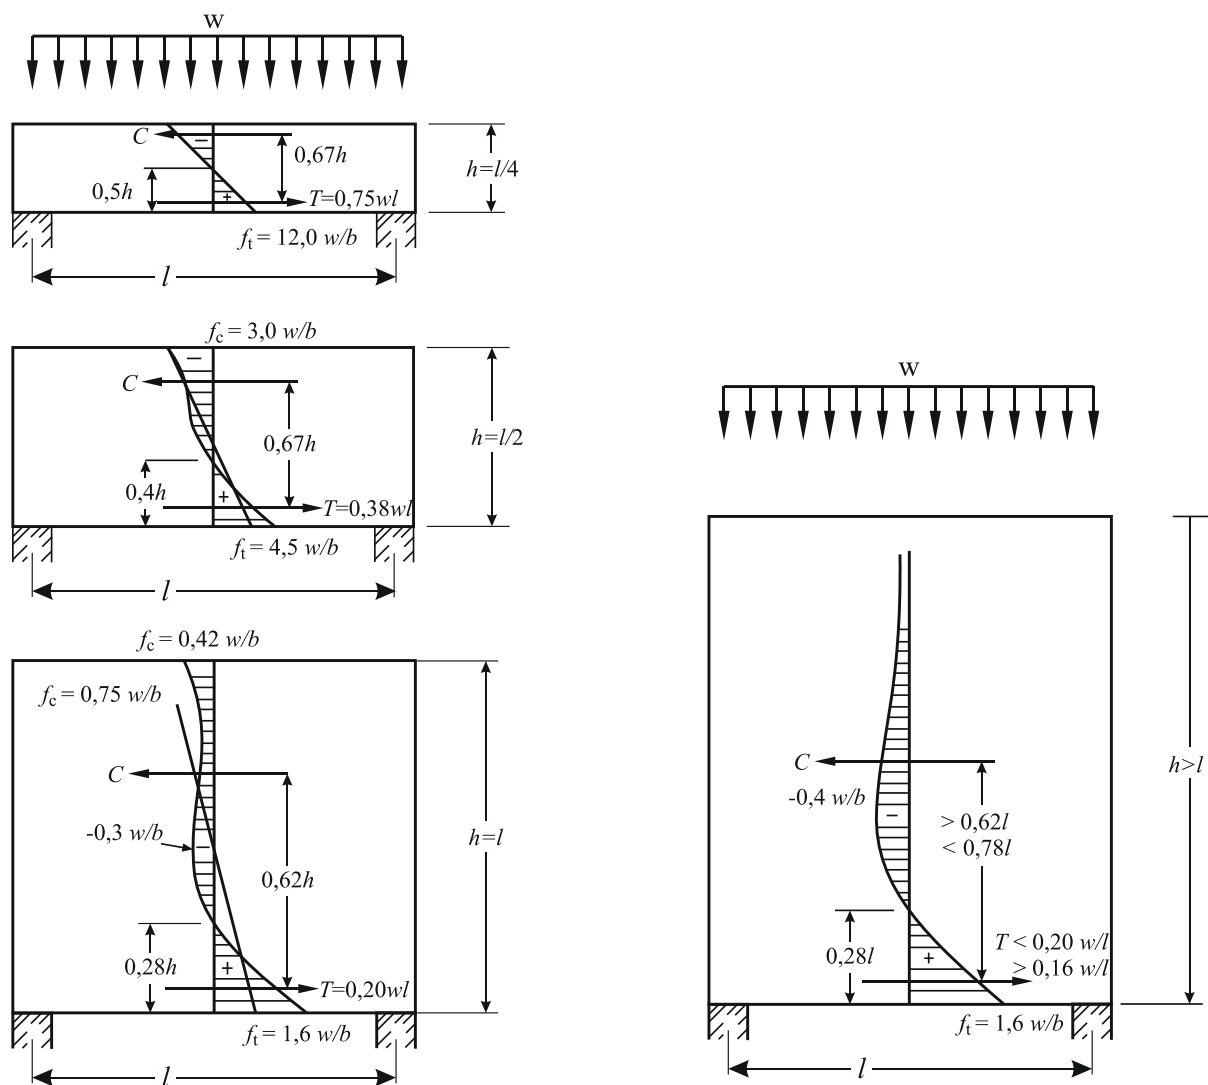 w
C
0,67h
h=l/4
0,5h
T=0,75wl
f_t = 12,0 w/b
l
f_c = 3,0 w/b
C
0,67h
h=l/2
0,4h
T=0,38wl
f_t = 4,5 w/b
l
f_c = 0,42 w/b
f_c = 0,75 w/b
C
-0,3 w/b
0,62h
h=l
0,28h
T=0,20wl
f_t = 1,6 w/b
l
w
C
-0,4 w/b
> 0,62l
< 0,78l
h>l
0,28l
T < 0,20 w/l
> 0,16 w/l
f_t = 1,6 w/b
l